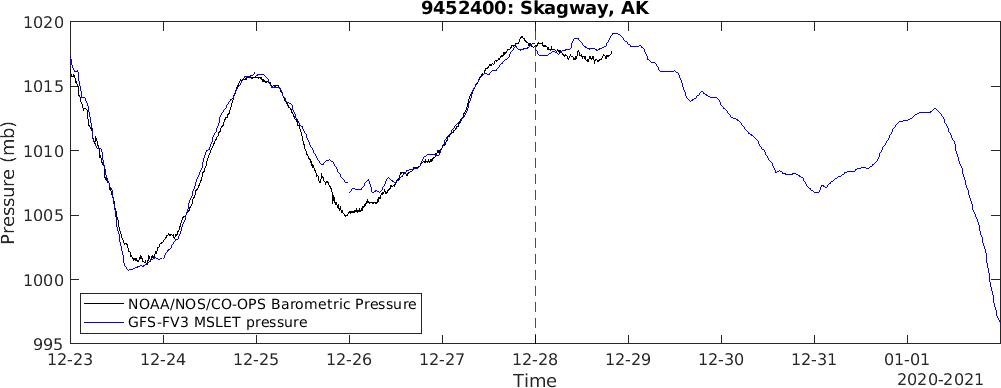 9452400: Skagway, AK
Pressure (mb)
1020
1015
1010
1005
1000
995
NOAA/NOS/CO-OPS Barometric Pressure
GFS-FV3 MSLET pressure
12-23 12-24 12-25 12-26 12-27 12-28 12-29 12-30 12-31 01-01
Time
2020-2021